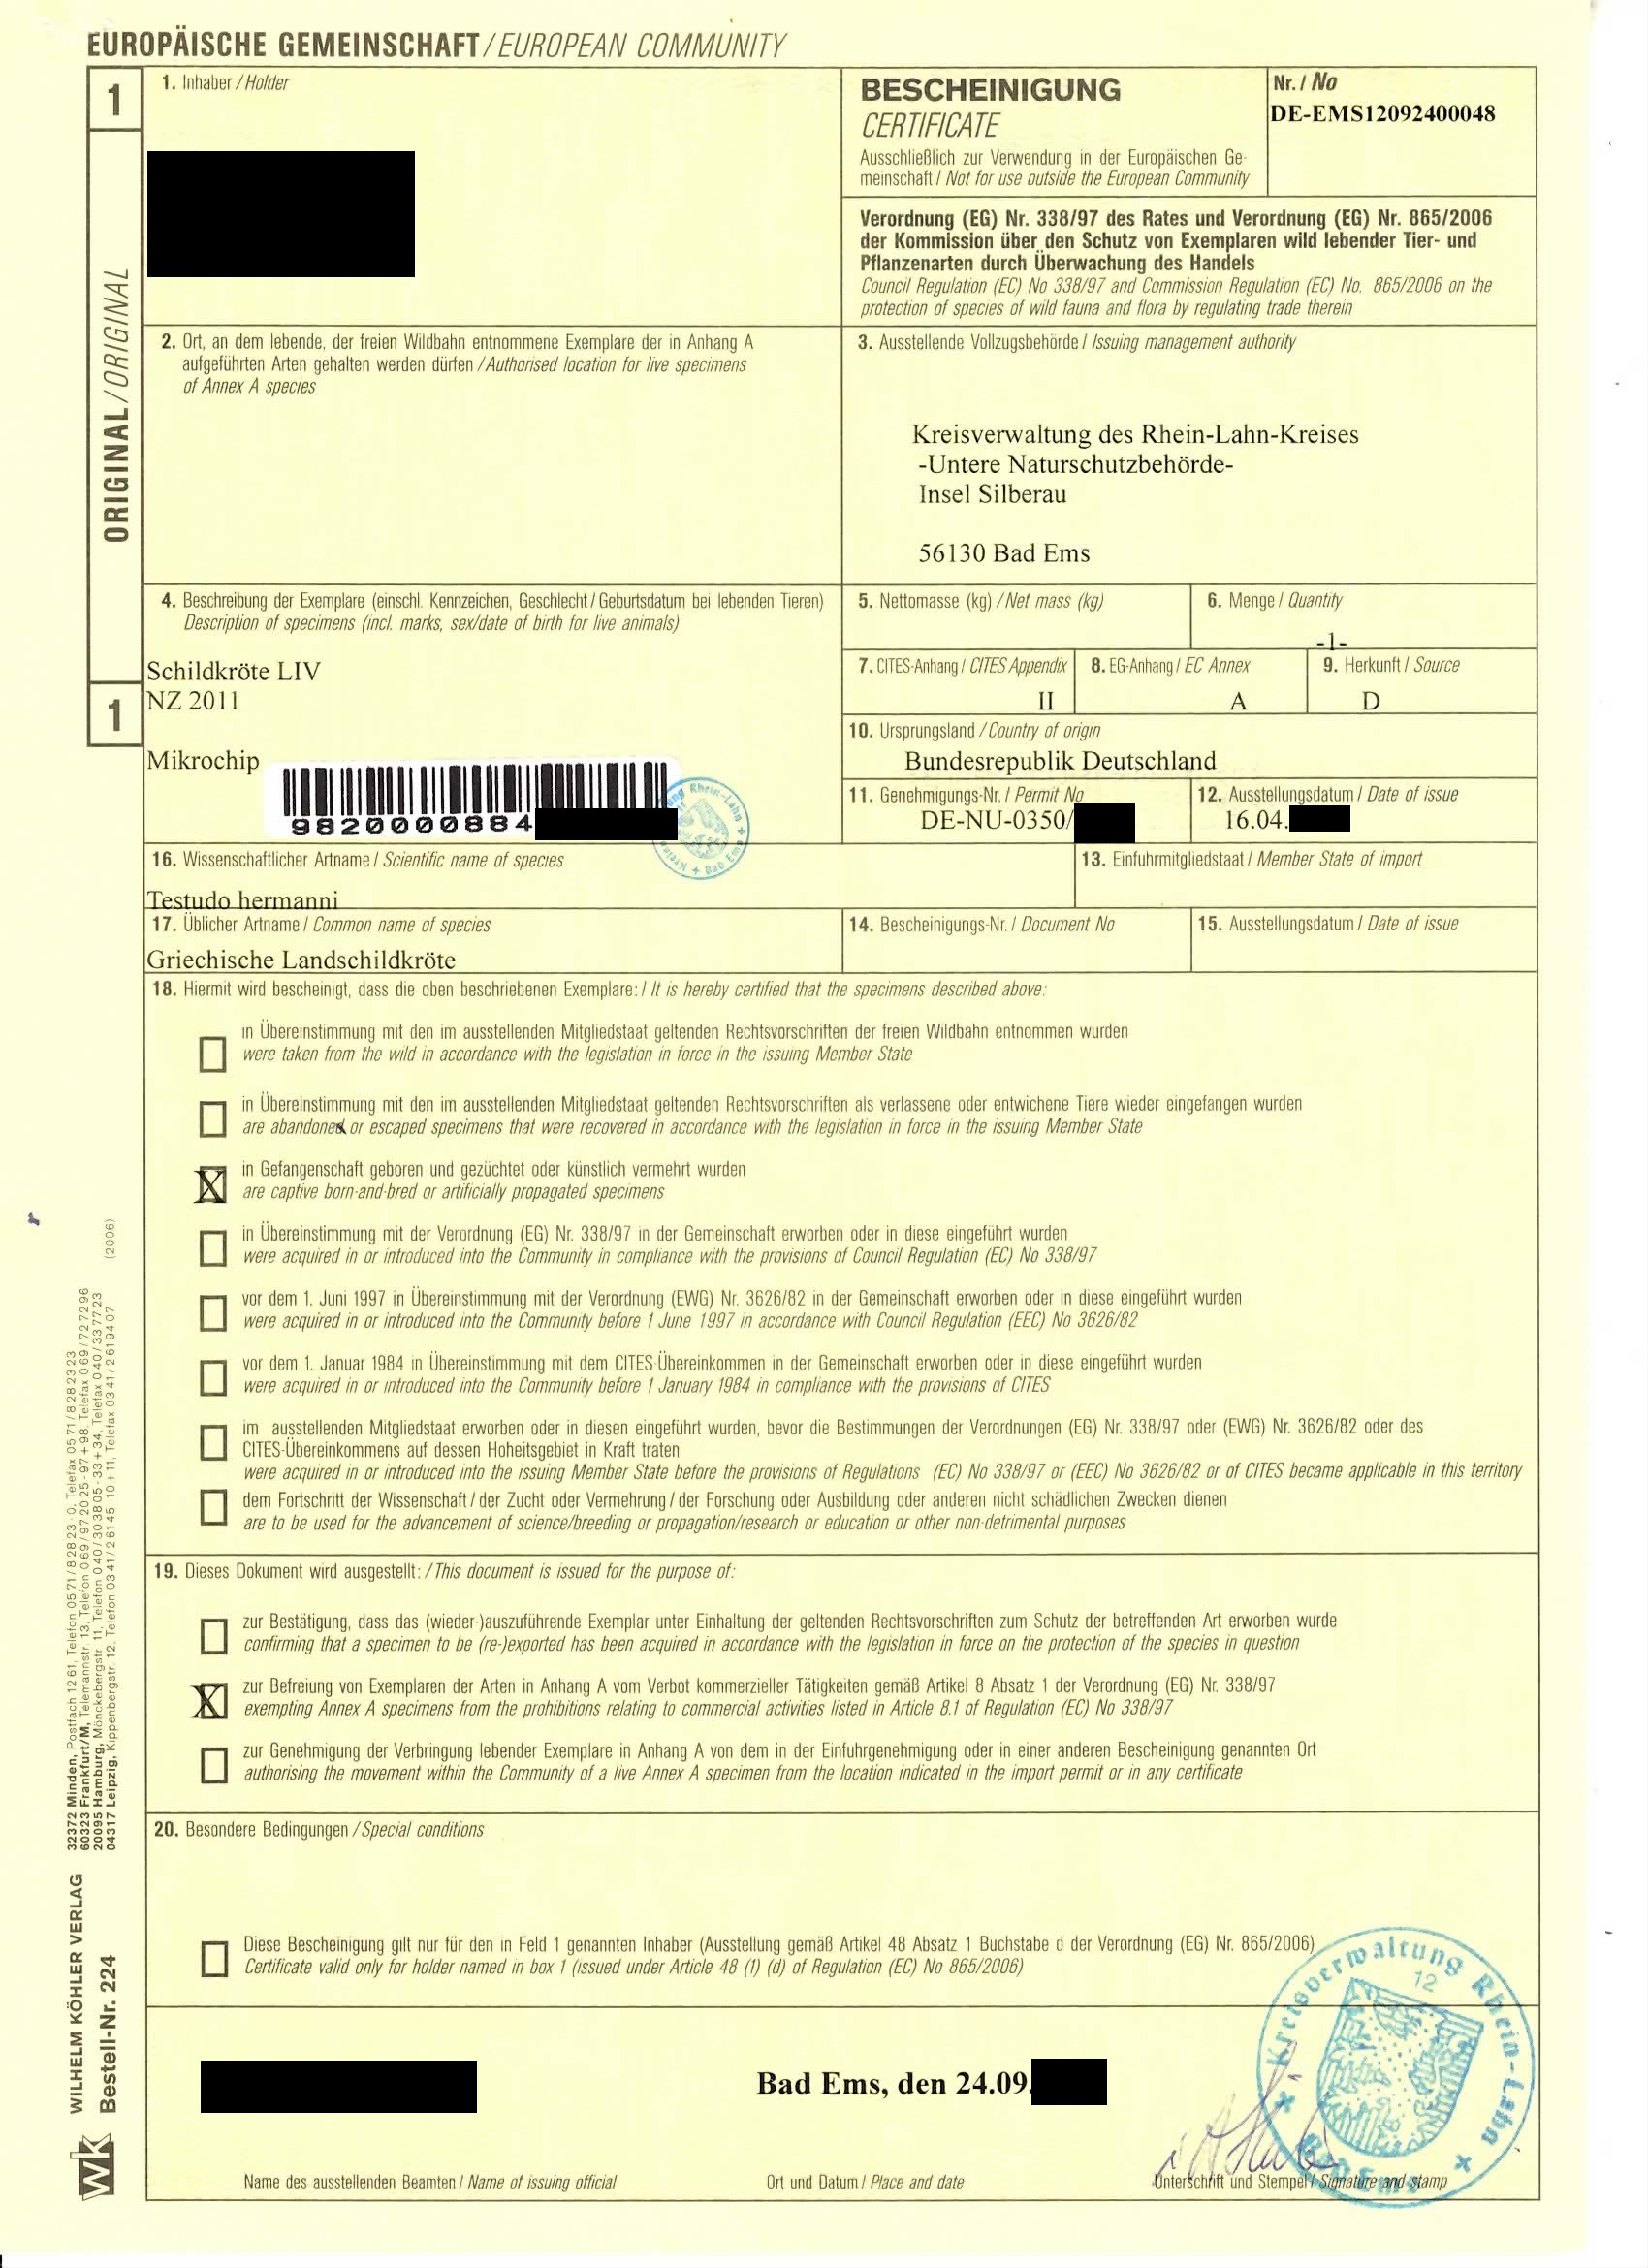 EUROPÄISCHE GEMEINSCHAFT / EUROPEAN COMMUNITY
1
ORIGINAL / ORIGINAL
1
1. Inhaber / Holder
BESCHEINIGUNG
CERTIFICATE
Ausschließlich zur Verwendung in der Europäischen Ge-
meinschaft / Not for use outside the European Community
Nr. / No
DE-EMS12092400048
Verordnung (EG) Nr. 338/97 des Rates und Verordnung (EG) Nr. 865/2006
der Kommission über den Schutz von Exemplaren wild lebender Tier- und
Pflanzenarten durch Überwachung des Handels
Council Regulation (EC) No 338/97 and Commission Regulation (EC) No. 865/2006 on the
protection of species of wild fauna and flora by regulating trade therein
2. Ort, an dem lebende, der freien Wildbahn entnommene Exemplare der in Anhang A
aufgeführten Arten gehalten werden dürfen / Authorised location for live specimens
of Annex A species
3. Ausstellende Vollzugsbehörde / Issuing management authority
Kreisverwaltung des Rhein-Lahn-Kreises
-Untere Naturschutzbehörde-
Insel Silberau
56130 Bad Ems
4. Beschreibung der Exemplare (einschl. Kennzeichen, Geschlecht / Geburtsdatum bei lebenden Tieren)
Description of specimens (incl. marks, sex/date of birth for live animals)
Schildkröte LIV
NZ 2011
Mikrochip
9820000884
5. Nettomasse (kg) / Net mass (kg)
6. Menge / Quantity
-1-
7. CITES-Anhang / CITES Appendix
II
8. EG-Anhang / EC Annex
A
9. Herkunft / Source
D
10. Ursprungsland / Country of origin
Bundesrepublik Deutschland
11. Genehmigungs-Nr. / Permit No
DE-NU-0350/
12. Ausstellungsdatum / Date of issue
16.04.
16. Wissenschaftlicher Artname / Scientific name of species
Testudo hermanni
13. Einfuhrmitgliedstaat / Member State of import
17. Üblicher Artname / Common name of species
Griechische Landschildkröte
14. Bescheinigungs-Nr. / Document No
15. Ausstellungsdatum / Date of issue
18. Hiermit wird bescheinigt, dass die oben beschriebenen Exemplare: / It is hereby certified that the specimens described above:
in Übereinstimmung mit den im ausstellenden Mitgliedstaat geltenden Rechtsvorschriften der freien Wildbahn entnommen wurden
were taken from the wild in accordance with the legislation in force in the issuing Member State
in Übereinstimmung mit den im ausstellenden Mitgliedstaat geltenden Rechtsvorschriften als verlassene oder entwichene Tiere wieder eingefangen wurden
are abandoned or escaped specimens that were recovered in accordance with the legislation in force in the issuing Member State
X in Gefangenschaft geboren und gezüchtet oder künstlich vermehrt wurden
are captive born-and-bred or artificially propagated specimens
in Übereinstimmung mit der Verordnung (EG) Nr. 338/97 in der Gemeinschaft erworben oder in diese eingeführt wurden
were acquired in or introduced into the Community in compliance with the provisions of Council Regulation (EC) No 338/97
vor dem 1. Juni 1997 in Übereinstimmung mit der Verordnung (EWG) Nr. 3626/82 in der Gemeinschaft erworben oder in diese eingeführt wurden
were acquired in or introduced into the Community before 1 June 1997 in accordance with Council Regulation (EEC) No 3626/82
vor dem 1. Januar 1984 in Übereinstimmung mit dem CITES-Übereinkommen in der Gemeinschaft erworben oder in diese eingeführt wurden
were acquired in or introduced into the Community before 1 January 1984 in compliance with the provisions of CITES
im ausstellenden Mitgliedstaat erworben oder in diesen eingeführt wurden, bevor die Bestimmungen der Verordnungen (EG) Nr. 338/97 oder (EWG) Nr. 3626/82 oder des
CITES-Übereinkommens auf dessen Hoheitsgebiet in Kraft traten
were acquired in or introduced into the issuing Member State before the provisions of Regulations (EC) No 338/97 or (EEC) No 3626/82 or of CITES became applicable in this territory
dem Fortschritt der Wissenschaft / der Zucht oder Vermehrung / der Forschung oder Ausbildung oder anderen nicht schädlichen Zwecken dienen
are to be used for the advancement of science/breeding or propagation/research or education or other non-detrimental purposes
19. Dieses Dokument wird ausgestellt: / This document is issued for the purpose of:
zur Bestätigung, dass das (wieder-)auszuführende Exemplar unter Einhaltung der geltenden Rechtsvorschriften zum Schutz der betreffenden Art erworben wurde
confirming that a specimen to be (re-)exported has been acquired in accordance with the legislation in force on the protection of the species in question
X zur Befreiung von Exemplaren der Arten in Anhang A vom Verbot kommerzieller Tätigkeiten gemäß Artikel 8 Absatz 1 der Verordnung (EG) Nr. 338/97
exempting Annex A specimens from the prohibitions relating to commercial activities listed in Article 8.1 of Regulation (EC) No 338/97
zur Genehmigung der Verbringung lebender Exemplare in Anhang A von dem in der Einfuhrgenehmigung oder in einer anderen Bescheinigung genannten Ort
authorising the movement within the Community of a live Annex A specimen from the location indicated in the import permit or in any certificate
20. Besondere Bedingungen / Special conditions
Diese Bescheinigung gilt nur für den in Feld 1 genannten Inhaber (Ausstellung gemäß Artikel 48 Absatz 1 Buchstabe d der Verordnung (EG) Nr. 865/2006)
Certificate valid only for holder named in box 1 (issued under Article 48 (1) (d) of Regulation (EC) No 865/2006)
Kreisverwaltung Rhein-Lahn
12
Bad Ems
Bad Ems, den 24.09.
Name des ausstellenden Beamten / Name of issuing official
Ort und Datum / Place and date
Unterschrift und Stempel / Signature and stamp
wk
WILHELM KÖHLER VERLAG
Bestell-Nr. 224
32372 Minden, Postfach 12 61, Telefon 05 71 / 8 28 23-0, Telefax 05 71 / 8 28 23 23
60323 Frankfurt/M, Telemannstr. 13, Telefon 0 69 / 97 20 25-97 + 98, Telefax 0 69 / 72 72 96
20095 Hamburg, Mönckebergstr. 11, Telefon 0 40 / 30 38 05-33 + 34, Telefax 0 40 / 33 77 23
04317 Leipzig, Kippenbergstr. 12, Telefon 03 41 / 2 61 45-10 + 11, Telefax 03 41 / 2 61 94 07
(2006)